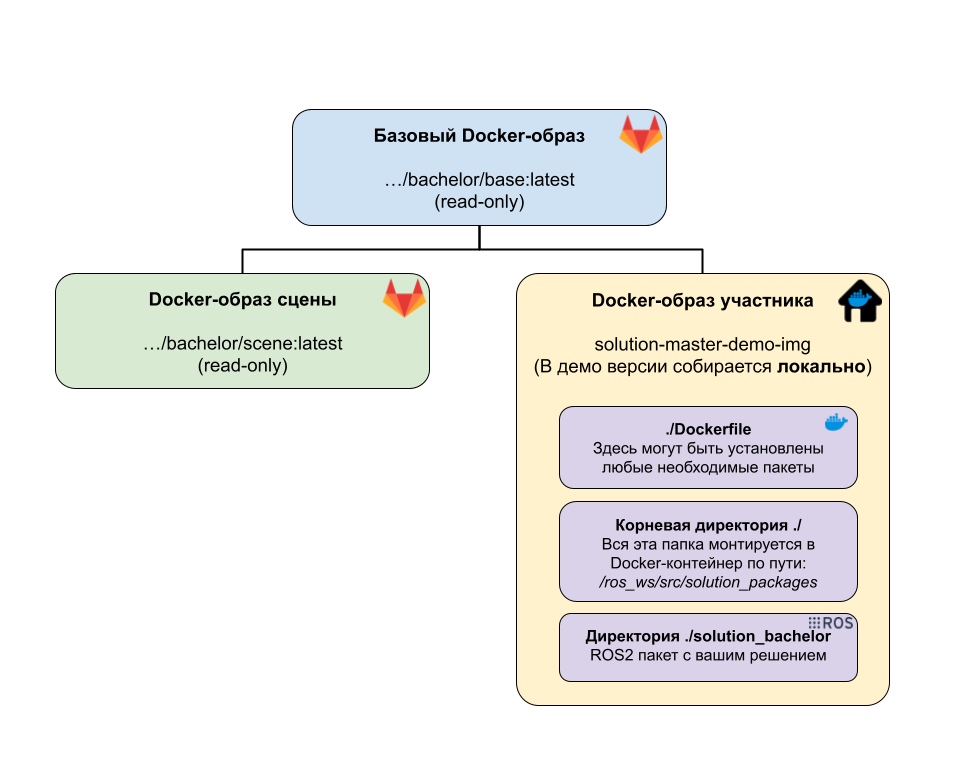 Базовый Docker-образ
…/bachelor/base:latest
(read-only)
Docker-образ сцены
…/bachelor/scene:latest
(read-only)
Docker-образ участника
solution-master-demo-img
(В демо версии собирается локально)
./Dockerfile
Здесь могут быть установлены
любые необходимые пакеты
Корневая директория ./
Вся эта папка монтируется в
Docker-контейнер по пути:
/ros_ws/src/solution_packages
ROS
Директория ./solution_bachelor
ROS2 пакет с вашим решением